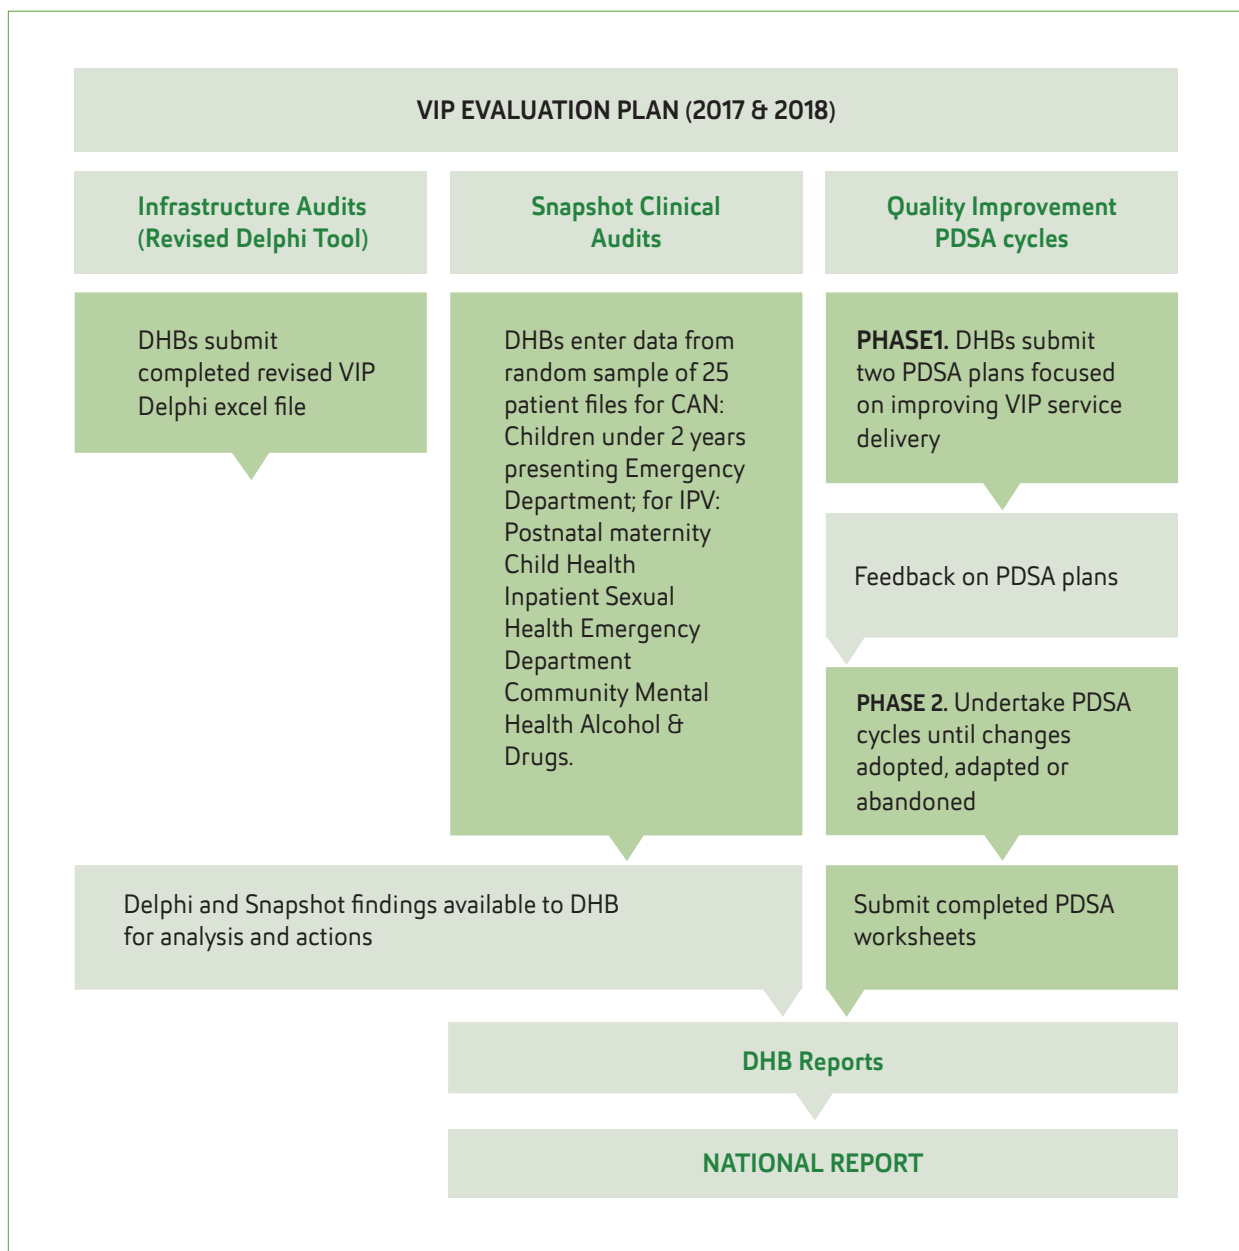 VIP EVALUATION PLAN (2017 & 2018)
Infrastructure Audits
(Revised Delphi Tool)
DHBs submit
completed revised VIP
Delphi excel file
Snapshot Clinical
Audits
DHBs enter data from
random sample of 25
patient files for CAN:
Children under 2 years
presenting Emergency
Department; for IPV:
Postnatal maternity
Child Health
Inpatient Sexual
Health Emergency
Department
Community Mental
Health Alcohol &
Drugs.
Delphi and Snapshot findings available to DHB
for analysis and actions
Quality Improvement
PDSA cycles
PHASE1. DHBs submit
two PDSA plans focused
on improving VIP service
delivery
Feedback on PDSA plans
PHASE 2. Undertake PDSA
cycles until changes
adopted, adapted or
abandoned
Submit completed PDSA
worksheets
DHB Reports
NATIONAL REPORT